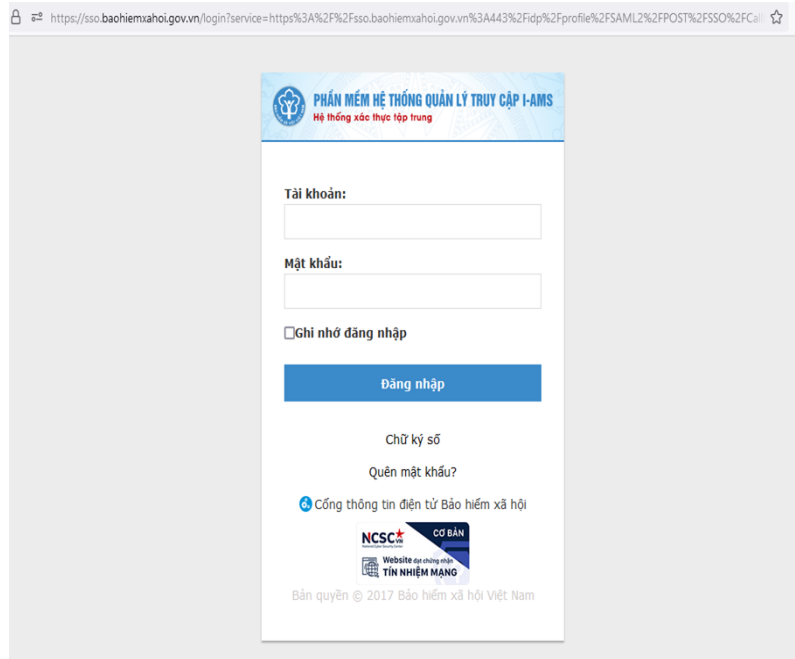 https://sso.baohiemxahoi.gov.vn/login?service=https%3A%2F%2Fsso.baohiemxahoi.gov.vn%3A443%2Fidp%2Fprofile%2FSAML2%2FPOST%2FSSO%2FCall
PHẦN MỀM HỆ THỐNG QUẢN LÝ TRUY CẬP I-AMS
Hệ thống xác thực tập trung
Tài khoản:
Mật khẩu:
Ghi nhớ đăng nhập
Đăng nhập
Chữ ký số
Quên mật khẩu?
Cổng thông tin điện tử Bảo hiểm xã hội
NCSC VN CƠ BẢN
Website đạt chứng nhận
TÍN NHIỆM MẠNG
Bản quyền © 2017 Bảo hiểm xã hội Việt Nam